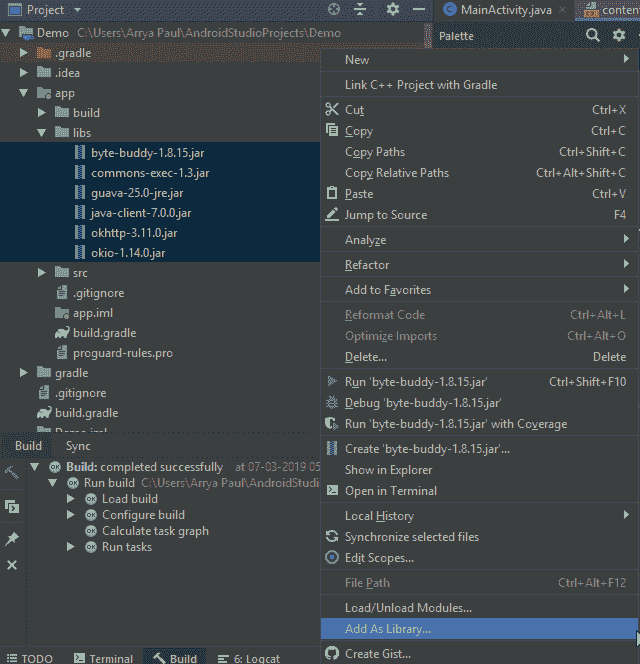 Project
MainActivity.java
conten
Demo C:\Users\Arrya Paul\AndroidStudioProjects\Demo
Palette
.gradle
.idea
app
build
libs
byte-buddy-1.8.15.jar
commons-exec-1.3.jar
guava-25.0-jre.jar
java-client-7.0.0.jar
okhttp-3.11.0.jar
okio-1.14.0.jar
src
.gitignore
app.iml
build.gradle
proguard-rules.pro
gradle
.gitignore
build.gradle
Demo.iml
New
Link C++ Project with Gradle
Cut Ctrl+X
Copy Ctrl+C
Copy Paths Ctrl+Shift+C
Copy Relative Paths Ctrl+Alt+Shift+C
Paste Ctrl+V
Jump to Source F4
Analyze
Refactor
Add to Favorites
Reformat Code Ctrl+Alt+L
Optimize Imports Ctrl+Alt+O
Delete... Delete
Run 'byte-buddy-1.8.15.jar' Ctrl+Shift+F10
Debug 'byte-buddy-1.8.15.jar'
Run 'byte-buddy-1.8.15.jar' with Coverage
Create 'byte-buddy-1.8.15.jar'...
Show in Explorer
Open in Terminal
Local History
Synchronize selected files
Edit Scopes...
File Path Ctrl+Alt+F12
Load/Unload Modules...
Add As Library...
Create Gist...
Build Sync
Build: completed successfully at 07-03-2019 05
Run build C:\Users\Arrya Paul\AndroidStudio
Load build
Configure build
Calculate task graph
Run tasks
TODO Terminal Build 6: Logcat